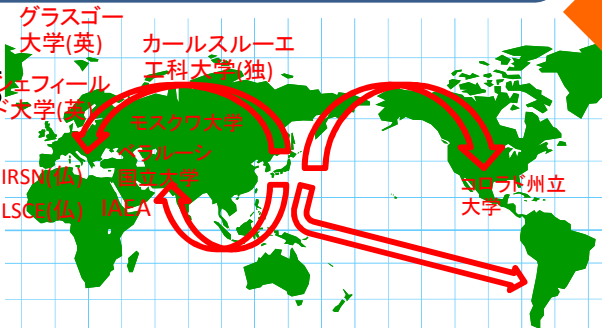 グラスゴー
大学(英)
カールスルーエ
工科大学(独)
シェフィール
ド大学(英)
モスクワ大学
ベラルーシ
国立大学
IRSN(仏)
LSCE(仏)
IAEA
コロラド州立
大学